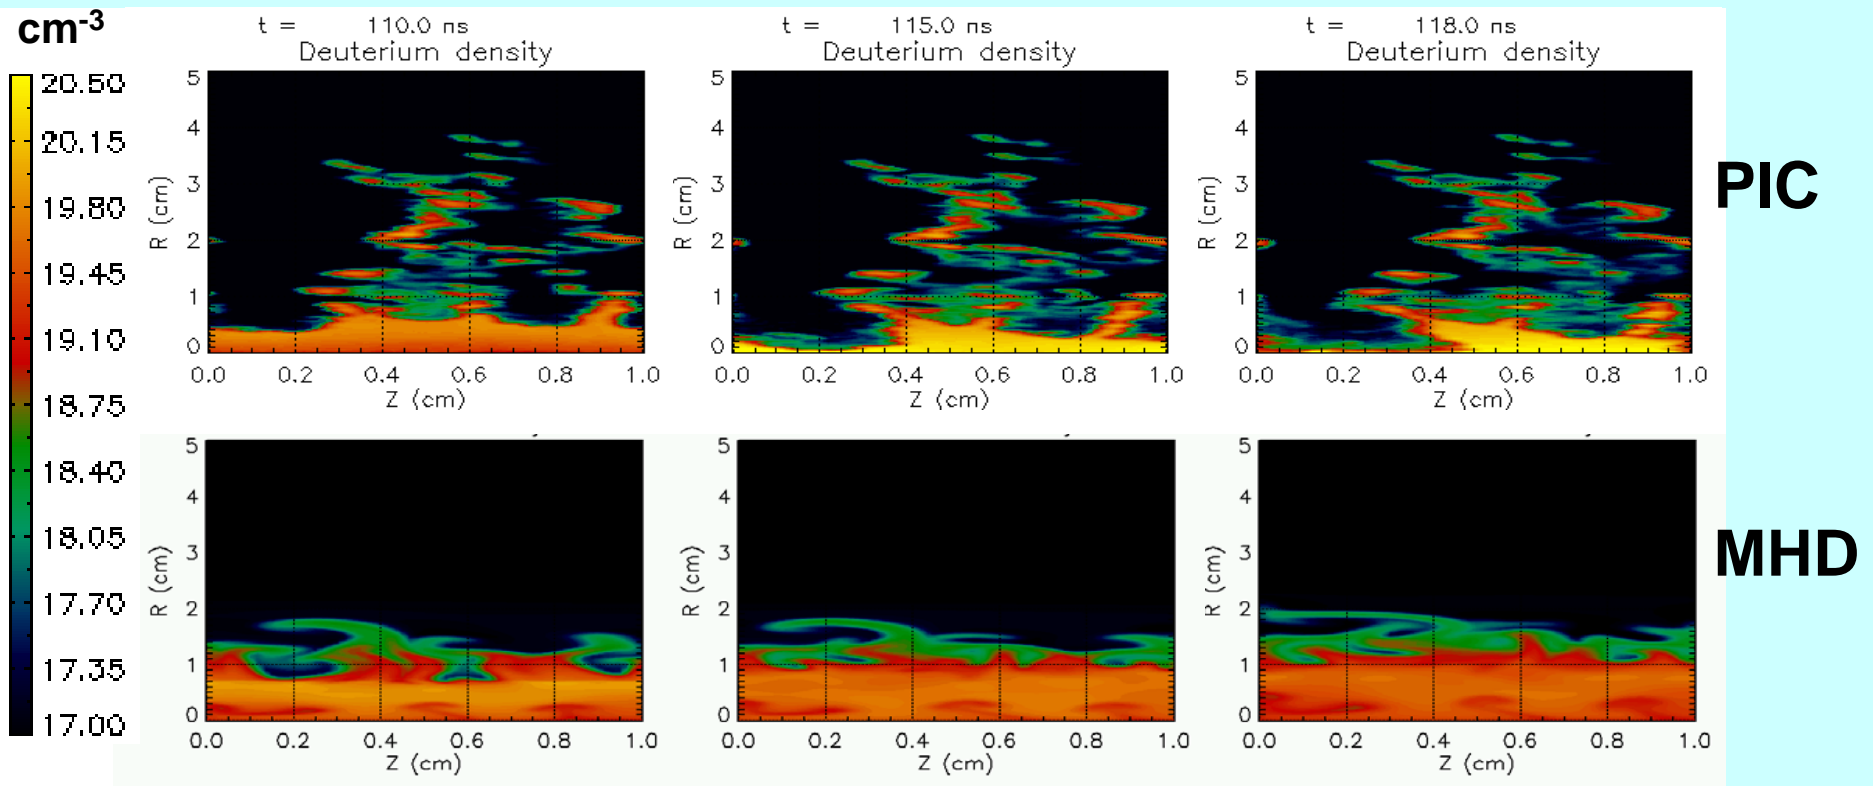 cm-3
20.50
20.15
19.80
19.45
19.10
18.75
18.40
18.05
17.70
17.35
17.00
t = 110.0 ns
Deuterium density
5
4
3
2
1
0
R (cm)
0.0 0.2 0.4 0.6 0.8 1.0
Z (cm)
t = 115.0 ns
Deuterium density
5
4
3
2
1
0
R (cm)
0.0 0.2 0.4 0.6 0.8 1.0
Z (cm)
t = 118.0 ns
Deuterium density
5
4
3
2
1
0
R (cm)
0.0 0.2 0.4 0.6 0.8 1.0
Z (cm)
PIC
5
4
3
2
1
0
R (cm)
0.0 0.2 0.4 0.6 0.8 1.0
Z (cm)
5
4
3
2
1
0
R (cm)
0.0 0.2 0.4 0.6 0.8 1.0
Z (cm)
5
4
3
2
1
0
R (cm)
0.0 0.2 0.4 0.6 0.8 1.0
Z (cm)
MHD